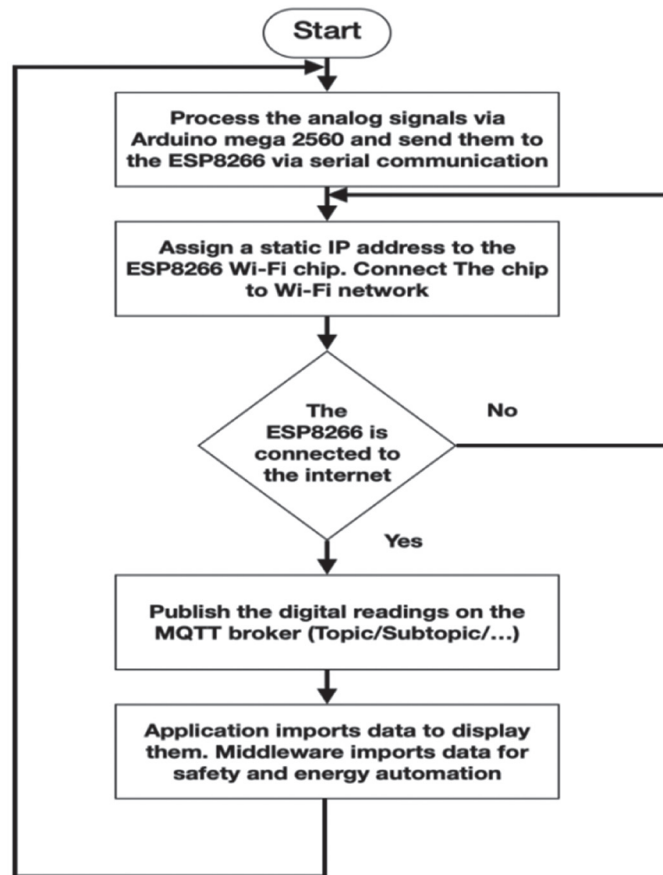 Start
Process the analog signals via
Arduino mega 2560 and send them to
the ESP8266 via serial communication
Assign a static IP address to the
ESP8266 Wi-Fi chip. Connect The chip
to Wi-Fi network
The
ESP8266 is
connected to
the internet
No
Yes
Publish the digital readings on the
MQTT broker (Topic/Subtopic/...)
Application imports data to display
them. Middleware imports data for
safety and energy automation